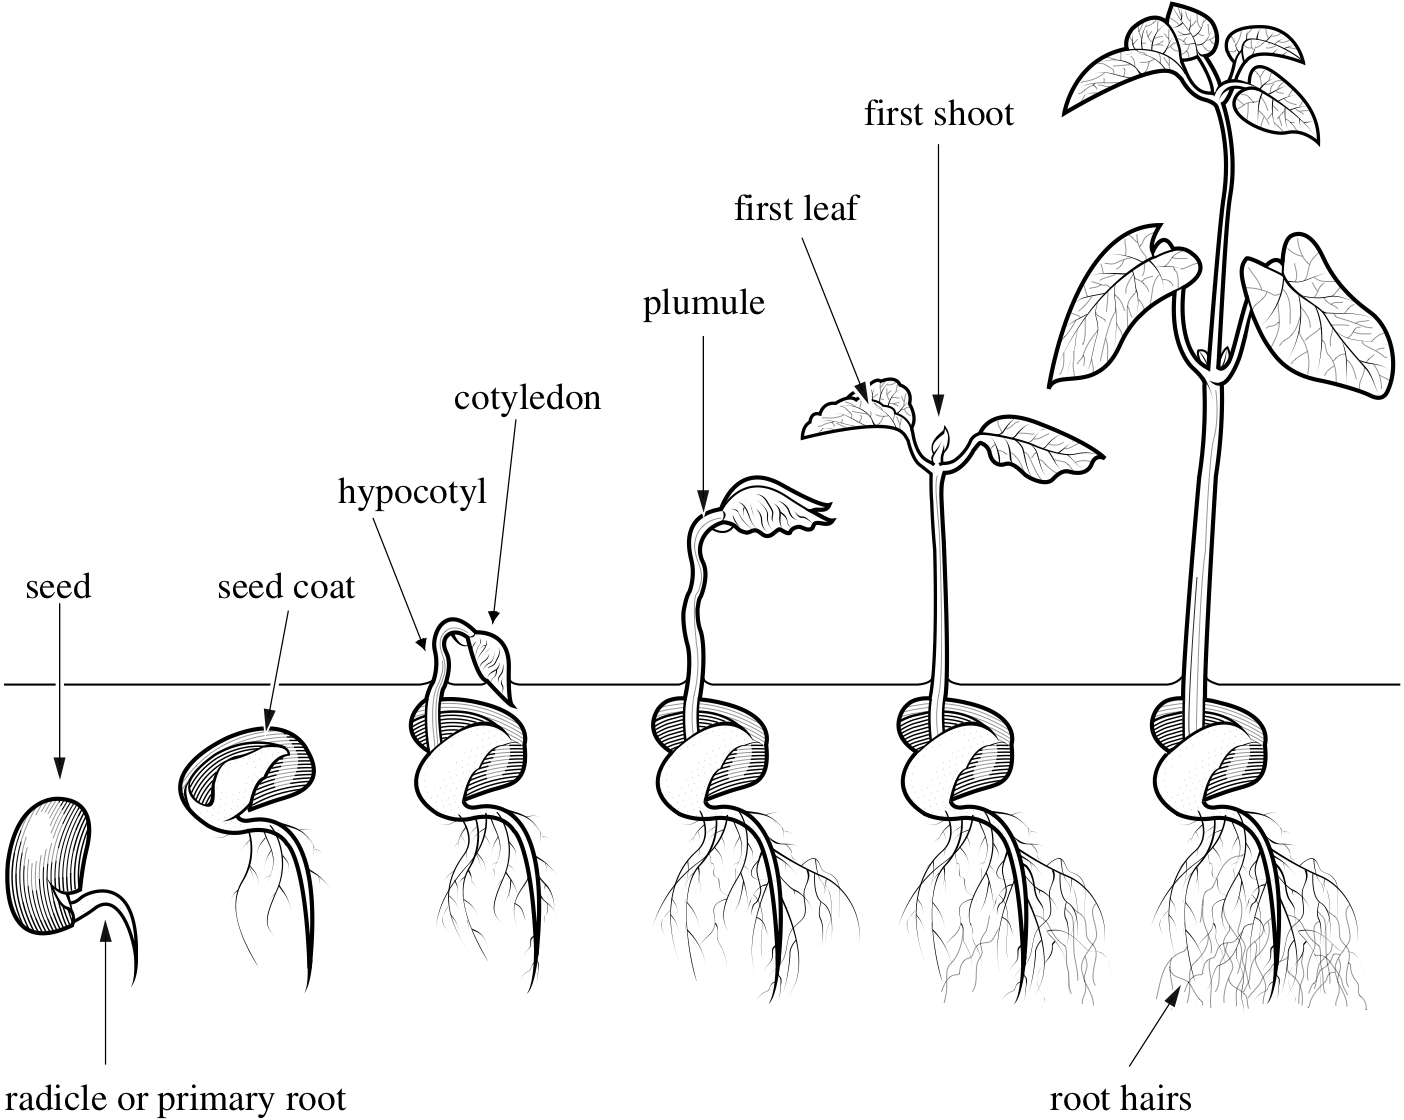 first shoot
first leaf
plumule
cotyledon
hypocotyl
seed
seed coat
radicle or primary root
root hairs